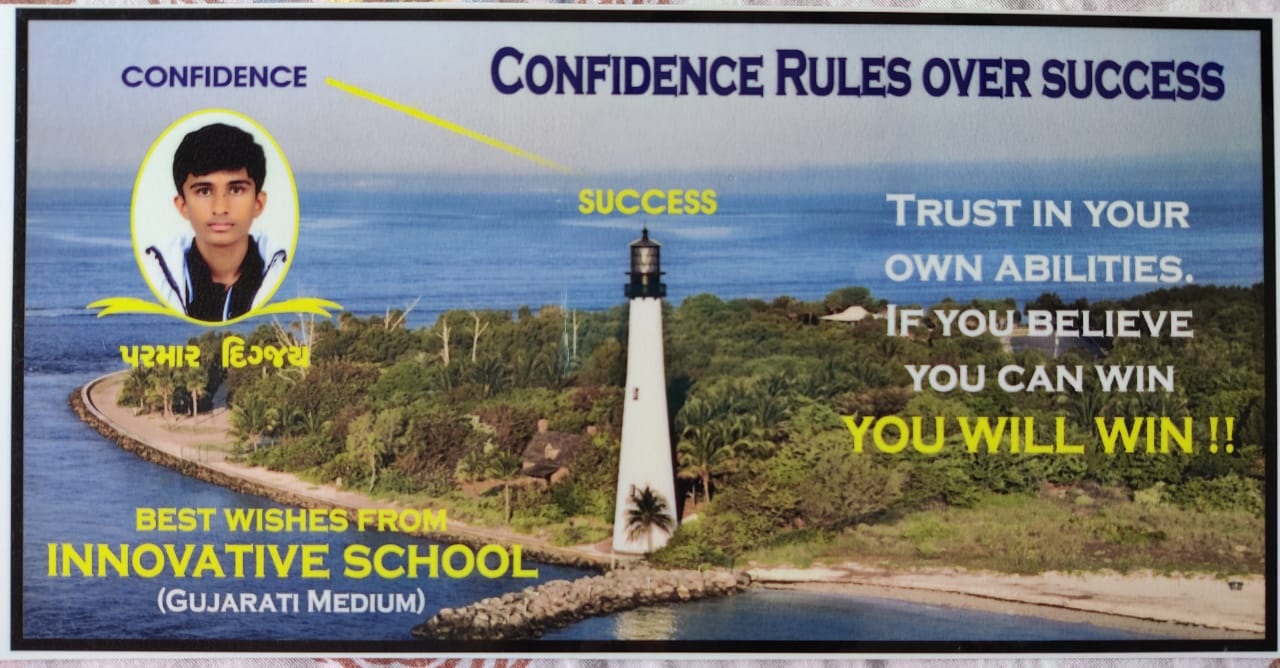 CONFIDENCE
CONFIDENCE RULES OVER SUCCESS
SUCCESS
TRUST IN YOUR
OWN ABILITIES.
IF YOU BELIEVE
YOU CAN WIN
YOU WILL WIN !!
પરમાર દિગ્જય
BEST WISHES FROM
INNOVATIVE SCHOOL
(GUJARATI MEDIUM)